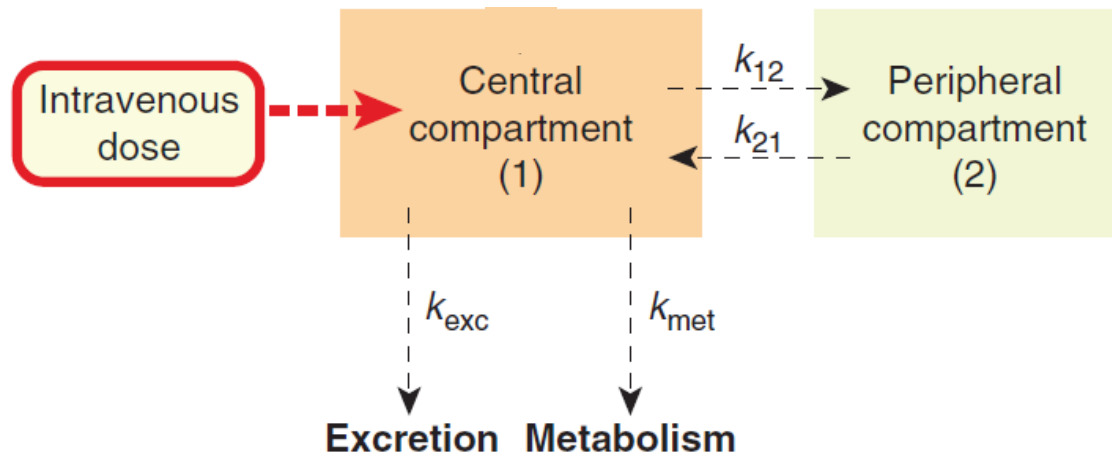 Intravenous
dose
Central
compartment
(1)
k12
k21
Peripheral
compartment
(2)
kexc
kmet
Excretion
Metabolism